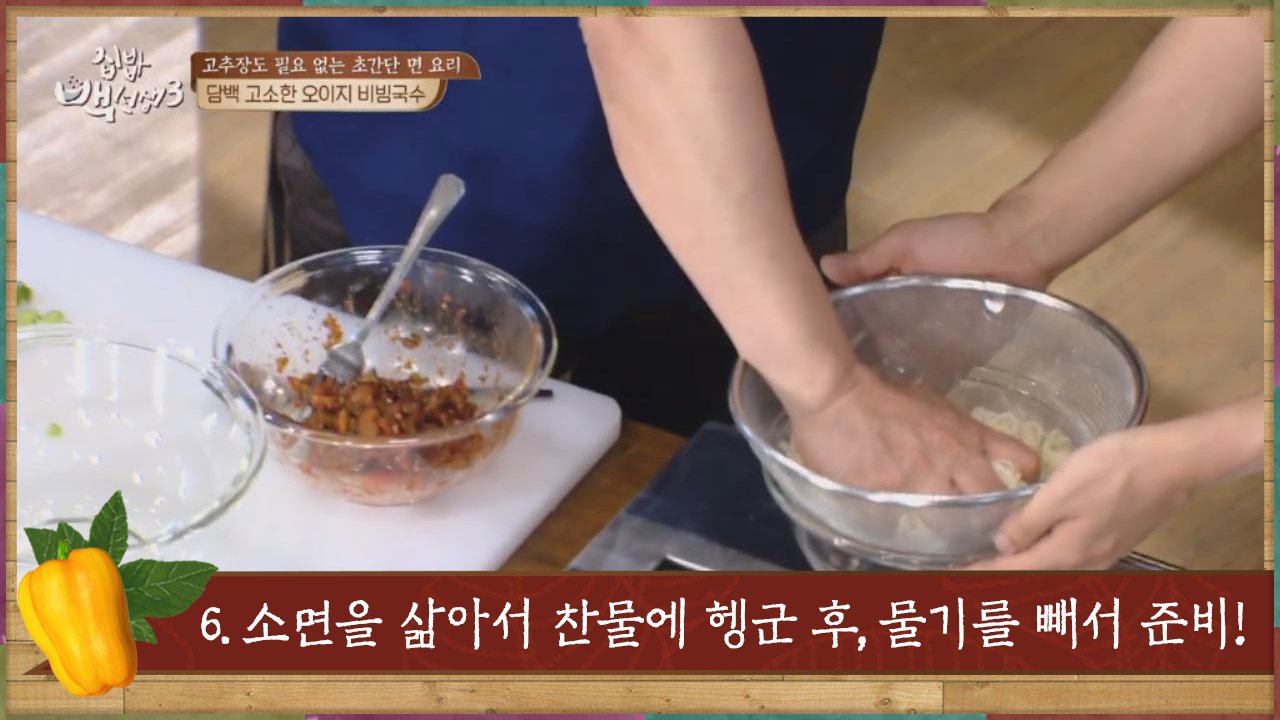 집밥
백선생3
고추장도 필요 없는 초간단 면 요리
담백 고소한 오이지 비빔국수
6. 소면을 삶아서 찬물에 헹군 후, 물기를 빼서 준비!